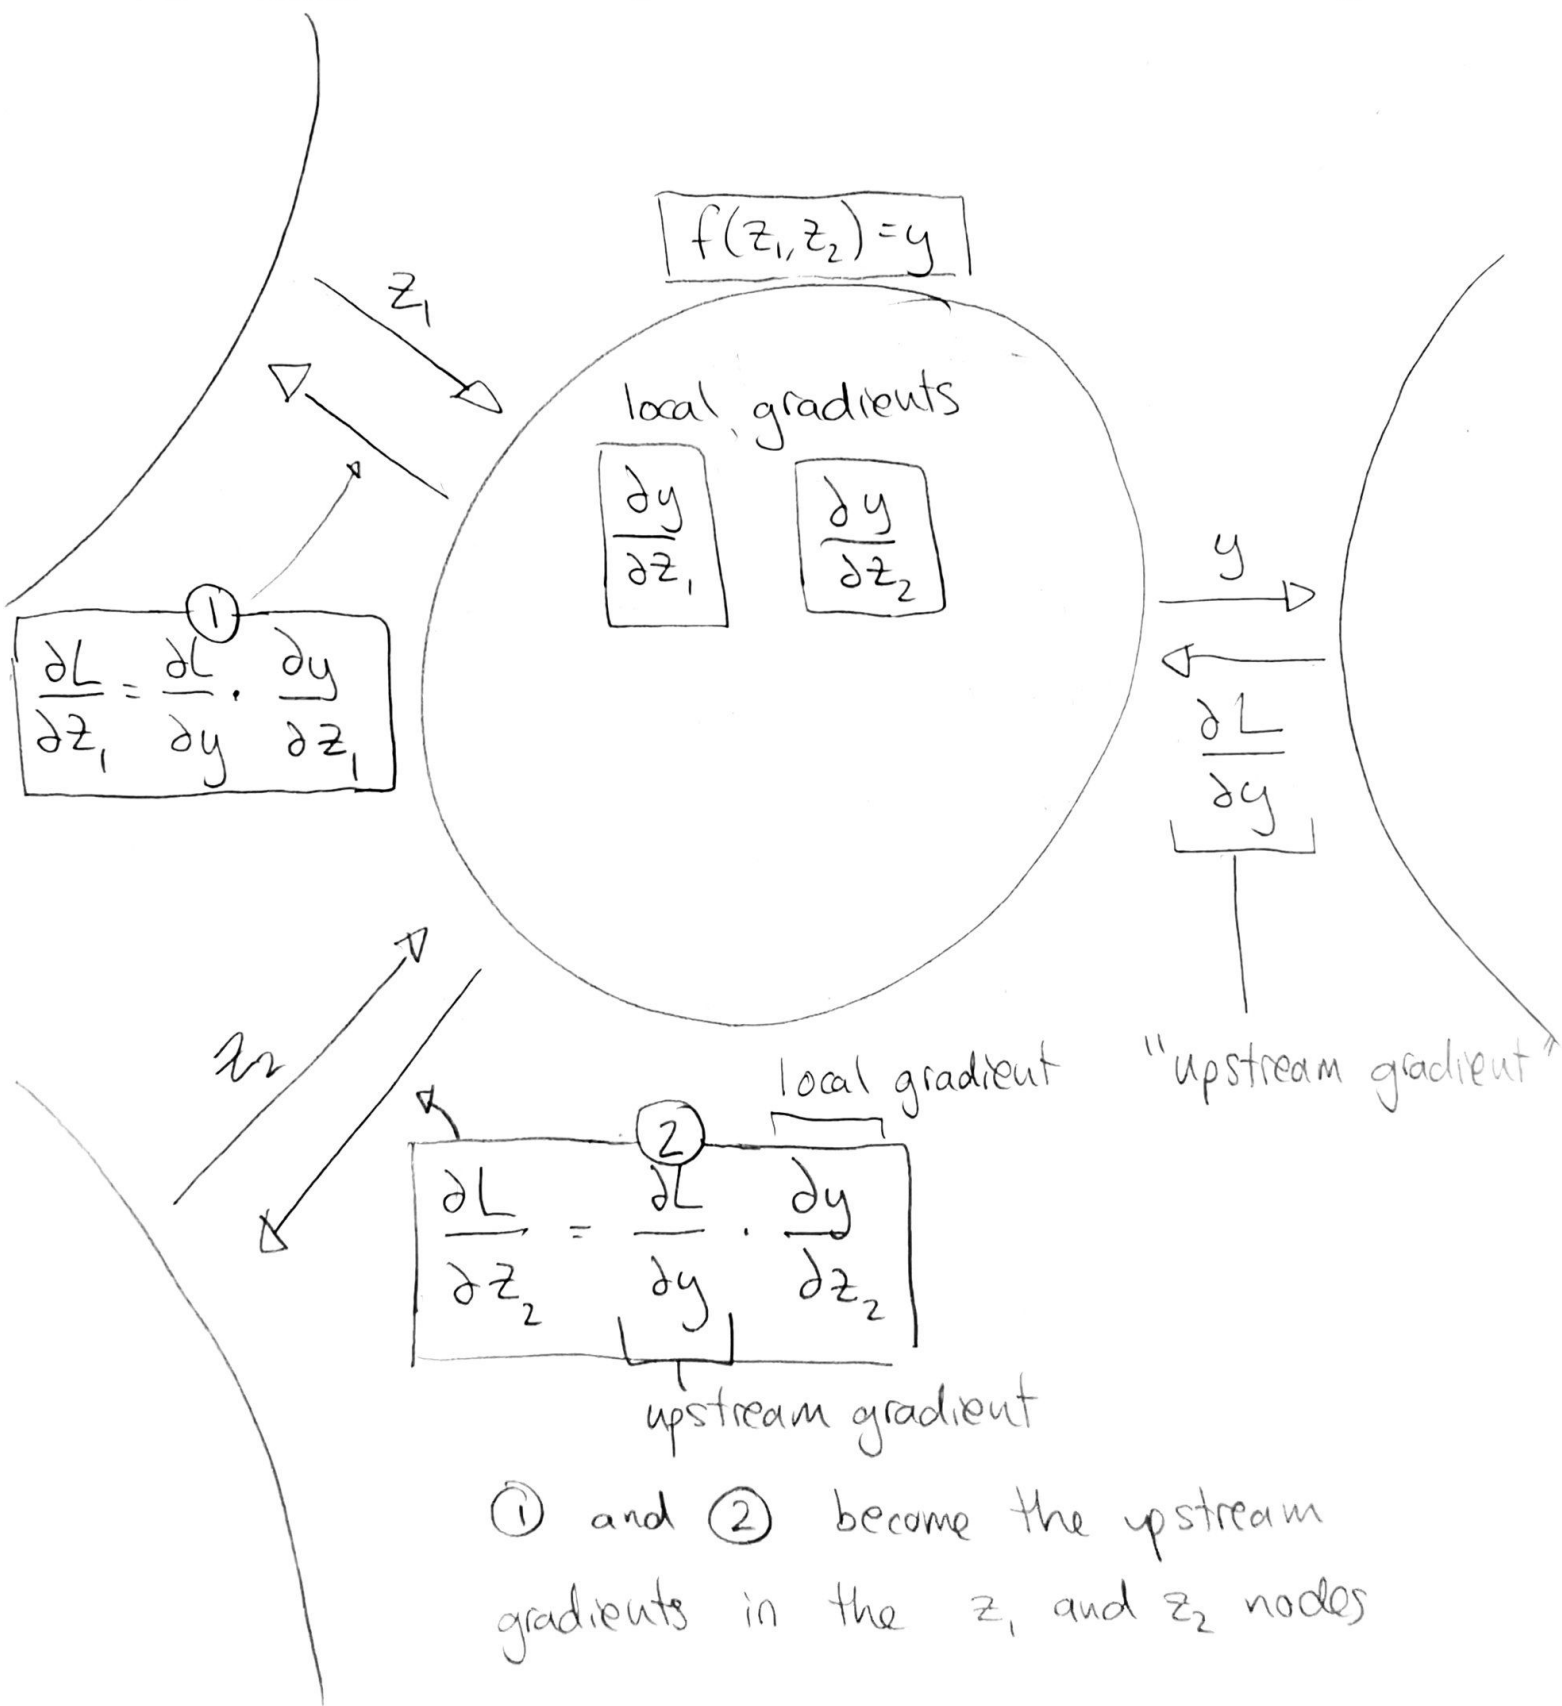 f(z₁, z₂) = y
z₁
local gradients
∂y/∂z₁
∂y/∂z₂
y
①
∂L/∂z₁ = ∂L/∂y · ∂y/∂z₁
∂L/∂y
z₂
"upstream gradient"
local gradient
②
∂L/∂z₂ = ∂L/∂y · ∂y/∂z₂
upstream gradient
① and ② become the upstream
gradients in the z₁ and z₂ nodes